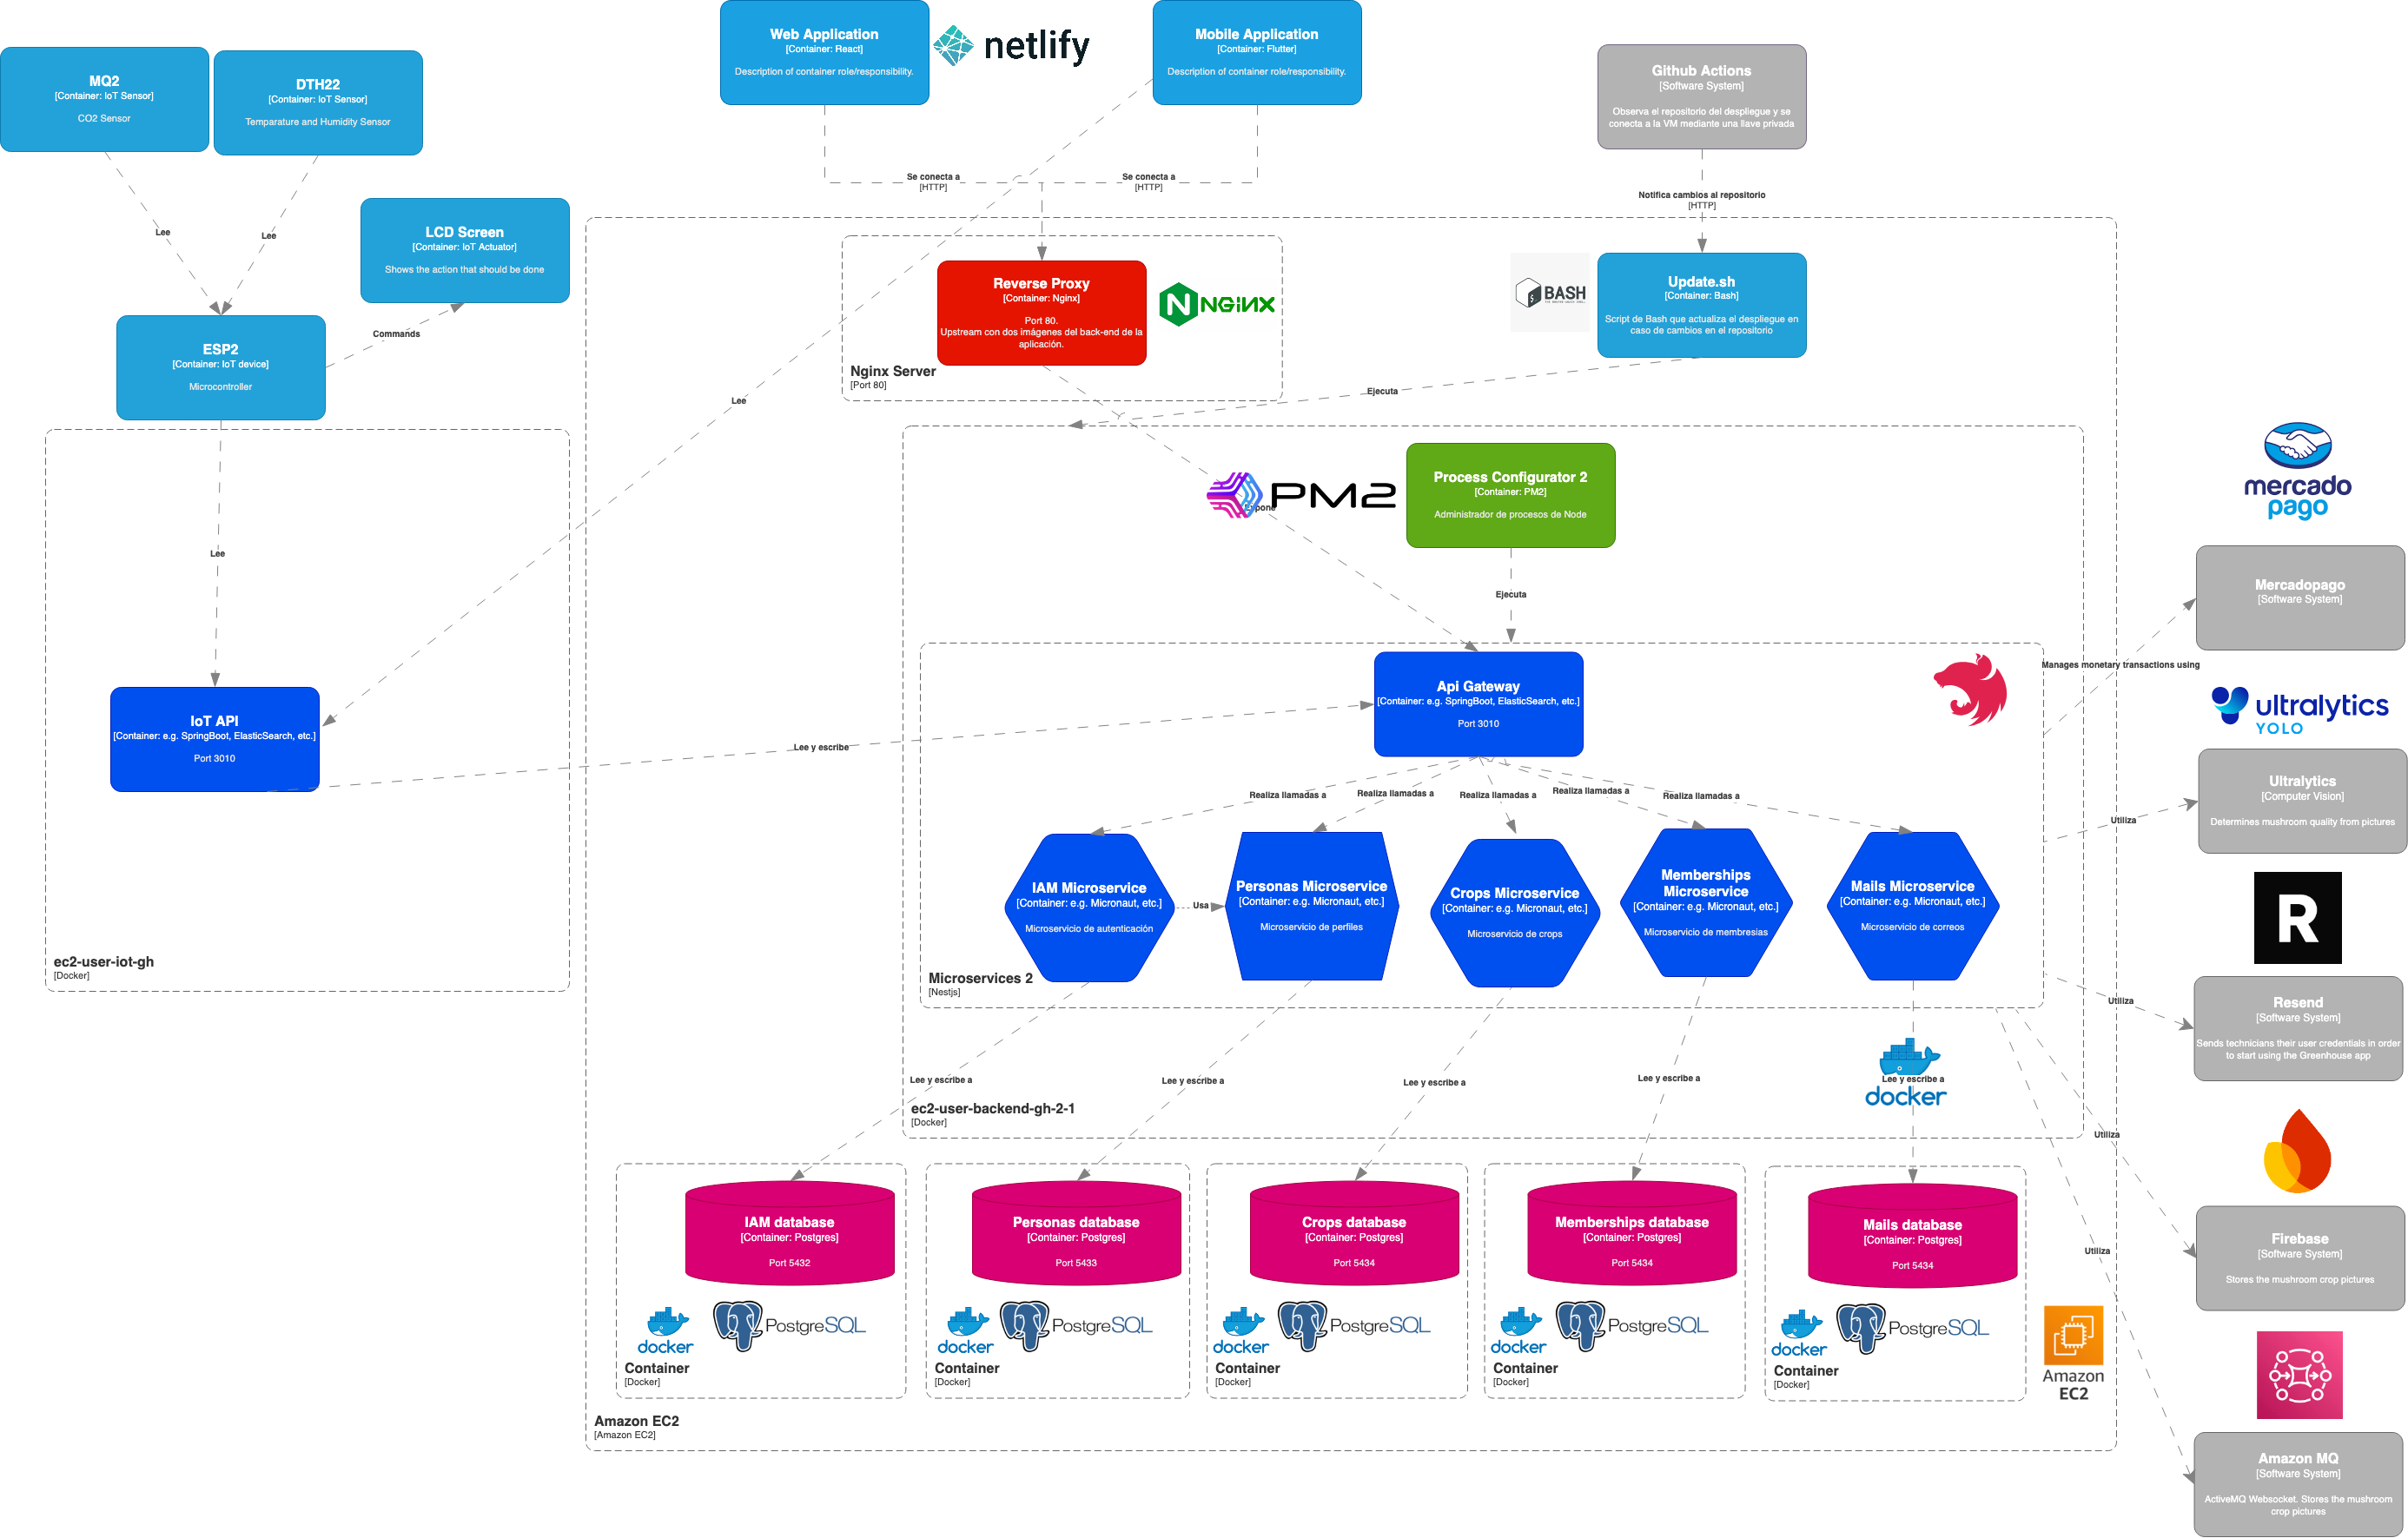 Web Application
[Container: React]
Description of container role/responsibility.
netlify
Mobile Application
[Container: Flutter]
Description of container role/responsibility.
MQ2
[Container: IoT Sensor]
CO2 Sensor
DTH22
[Container: IoT Sensor]
Temparature and Humidity Sensor
Github Actions
[Software System]
Observa el repositorio del despliegue y se
conecta a la VM mediante una llave privada
Se conecta a
[HTTP]
Se conecta a
[HTTP]
Notifica cambios al repositorio
[HTTP]
Lee
Lee
LCD Screen
[Container: IoT Actuator]
Shows the action that should be done
Commands
ESP2
[Container: IoT device]
Microcontroller
Reverse Proxy
[Container: Nginx]
Port 80.
Upstream con dos imágenes del back-end de la
aplicación.
NGINX
Nginx Server
[Port 80]
BASH
Update.sh
[Container: Bash]
Script de Bash que actualiza el despliegue en
caso de cambios en el repositorio
Ejecuta
Lee
Lee
PM2
Process Configurator 2
[Container: PM2]
Administrador de procesos de Node
Ejecuta
mercado
pago
Mercadopago
[Software System]
Manages monetary transactions using
Api Gateway
[Container: e.g. SpringBoot, ElasticSearch, etc.]
Port 3010
IoT API
[Container: e.g. SpringBoot, ElasticSearch, etc.]
Port 3010
Lee y escribe
ultralytics
YOLO
Ultralytics
[Computer Vision]
Determines mushroom quality from pictures
Utiliza
Realiza llamadas a
Realiza llamadas a
Realiza llamadas a
Realiza llamadas a
Realiza llamadas a
IAM Microservice
[Container: e.g. Micronaut, etc.]
Microservicio de autenticación
Usa
Personas Microservice
[Container: e.g. Micronaut, etc.]
Microservicio de perfiles
Crops Microservice
[Container: e.g. Micronaut, etc.]
Microservicio de crops
Memberships
Microservice
[Container: e.g. Micronaut, etc.]
Microservicio de membresias
Mails Microservice
[Container: e.g. Micronaut, etc.]
Microservicio de correos
Microservices 2
[Nestjs]
ec2-user-iot-gh
[Docker]
R
Resend
[Software System]
Sends technicians their user credentials in order
to start using the Greenhouse app
Utiliza
Lee y escribe a
Lee y escribe a
Lee y escribe a
Lee y escribe a
Lee y escribe a
docker
ec2-user-backend-gh-2-1
[Docker]
Utiliza
Firebase
[Software System]
Stores the mushroom crop pictures
Utiliza
IAM database
[Container: Postgres]
Port 5432
docker
PostgreSQL
Container
[Docker]
Personas database
[Container: Postgres]
Port 5433
docker
PostgreSQL
Container
[Docker]
Crops database
[Container: Postgres]
Port 5434
docker
PostgreSQL
Container
[Docker]
Memberships database
[Container: Postgres]
Port 5434
docker
PostgreSQL
Container
[Docker]
Mails database
[Container: Postgres]
Port 5434
docker
PostgreSQL
Container
[Docker]
Amazon
EC2
Amazon EC2
[Amazon EC2]
Amazon MQ
[Software System]
ActiveMQ Websocket. Stores the mushroom
crop pictures